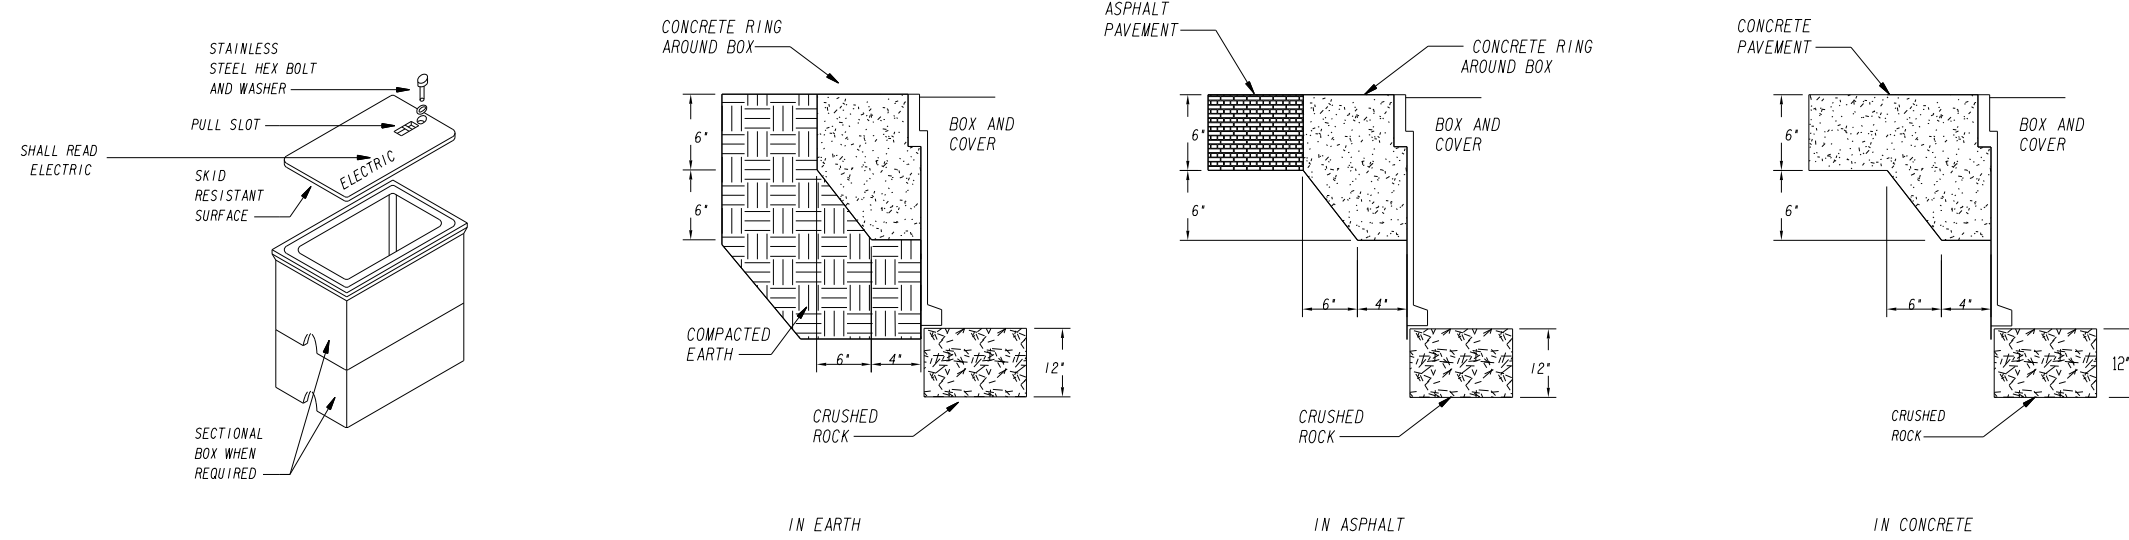 STAINLESS
STEEL HEX BOLT
AND WASHER
PULL SLOT
SHALL READ
ELECTRIC
ELECTRIC
SKID
RESISTANT
SURFACE
SECTIONAL
BOX WHEN
REQUIRED
CONCRETE RING
AROUND BOX
6"
6"
BOX AND
COVER
COMPACTED
EARTH
6"
4"
12"
CRUSHED
ROCK
IN EARTH
ASPHALT
PAVEMENT
CONCRETE RING
AROUND BOX
6"
6"
BOX AND
COVER
6"
4"
12"
CRUSHED
ROCK
IN ASPHALT
CONCRETE
PAVEMENT
6"
6"
BOX AND
COVER
6"
4"
12"
CRUSHED
ROCK
IN CONCRETE